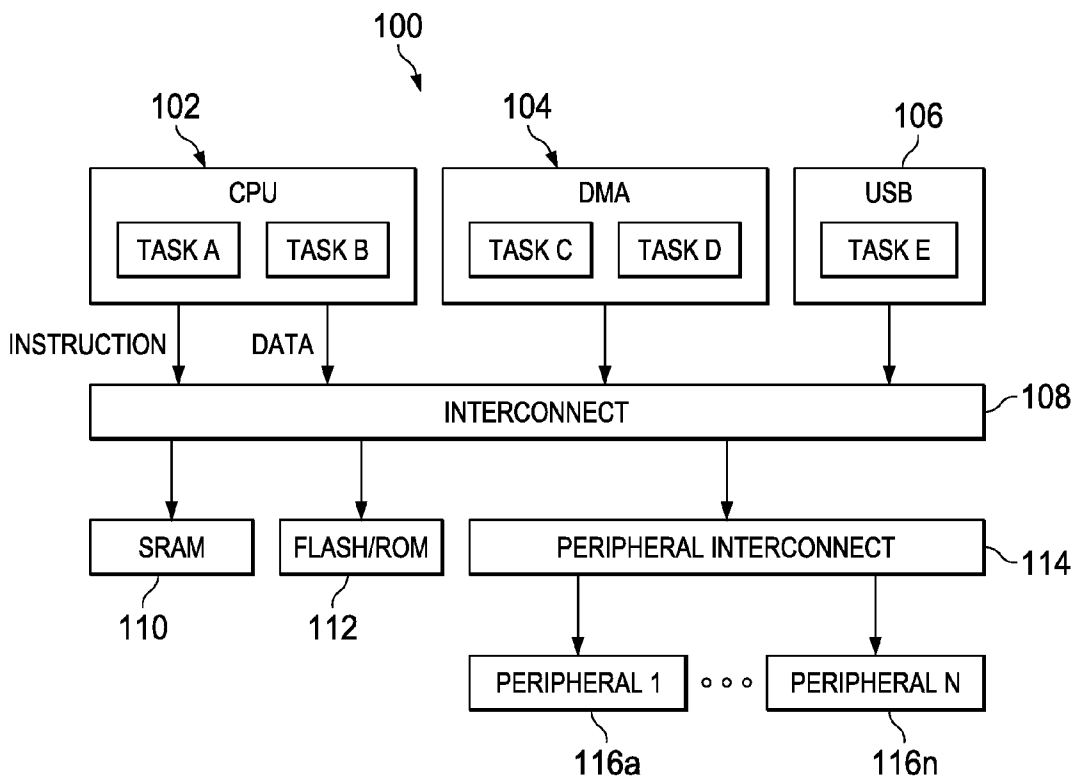 100
102
104
106
CPU
DMA
USB
TASK A
TASK B
TASK C
TASK D
TASK E
INSTRUCTION
DATA
INTERCONNECT
108
SRAM
FLASH/ROM
PERIPHERAL INTERCONNECT
114
110
112
PERIPHERAL 1
PERIPHERAL N
116a
116n